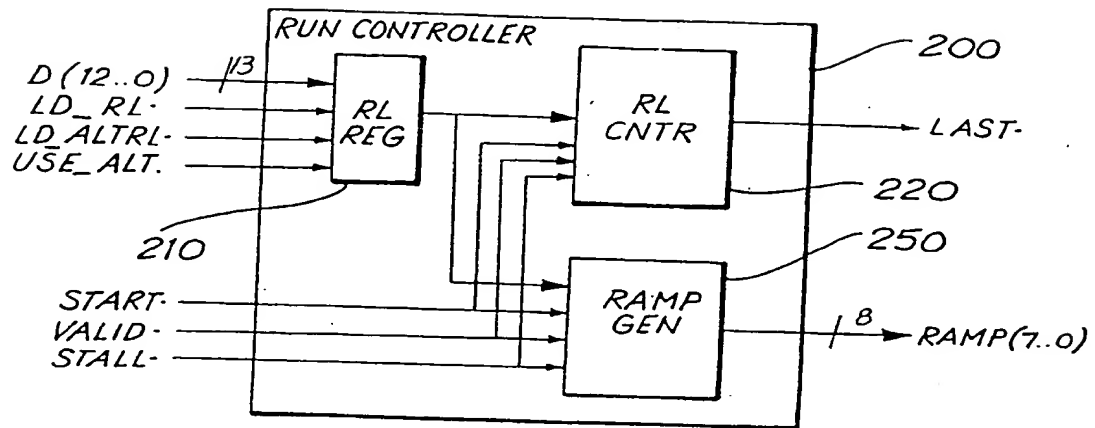 RUN CONTROLLER
200
D(12..0)
13
LD_RL-
LD_ALTRL-
USE_ALT.
RL
REG
RL
CNTR
LAST-
210
220
250
START-
VALID-
STALL-
RAMP
GEN
8
RAMP(7..0)